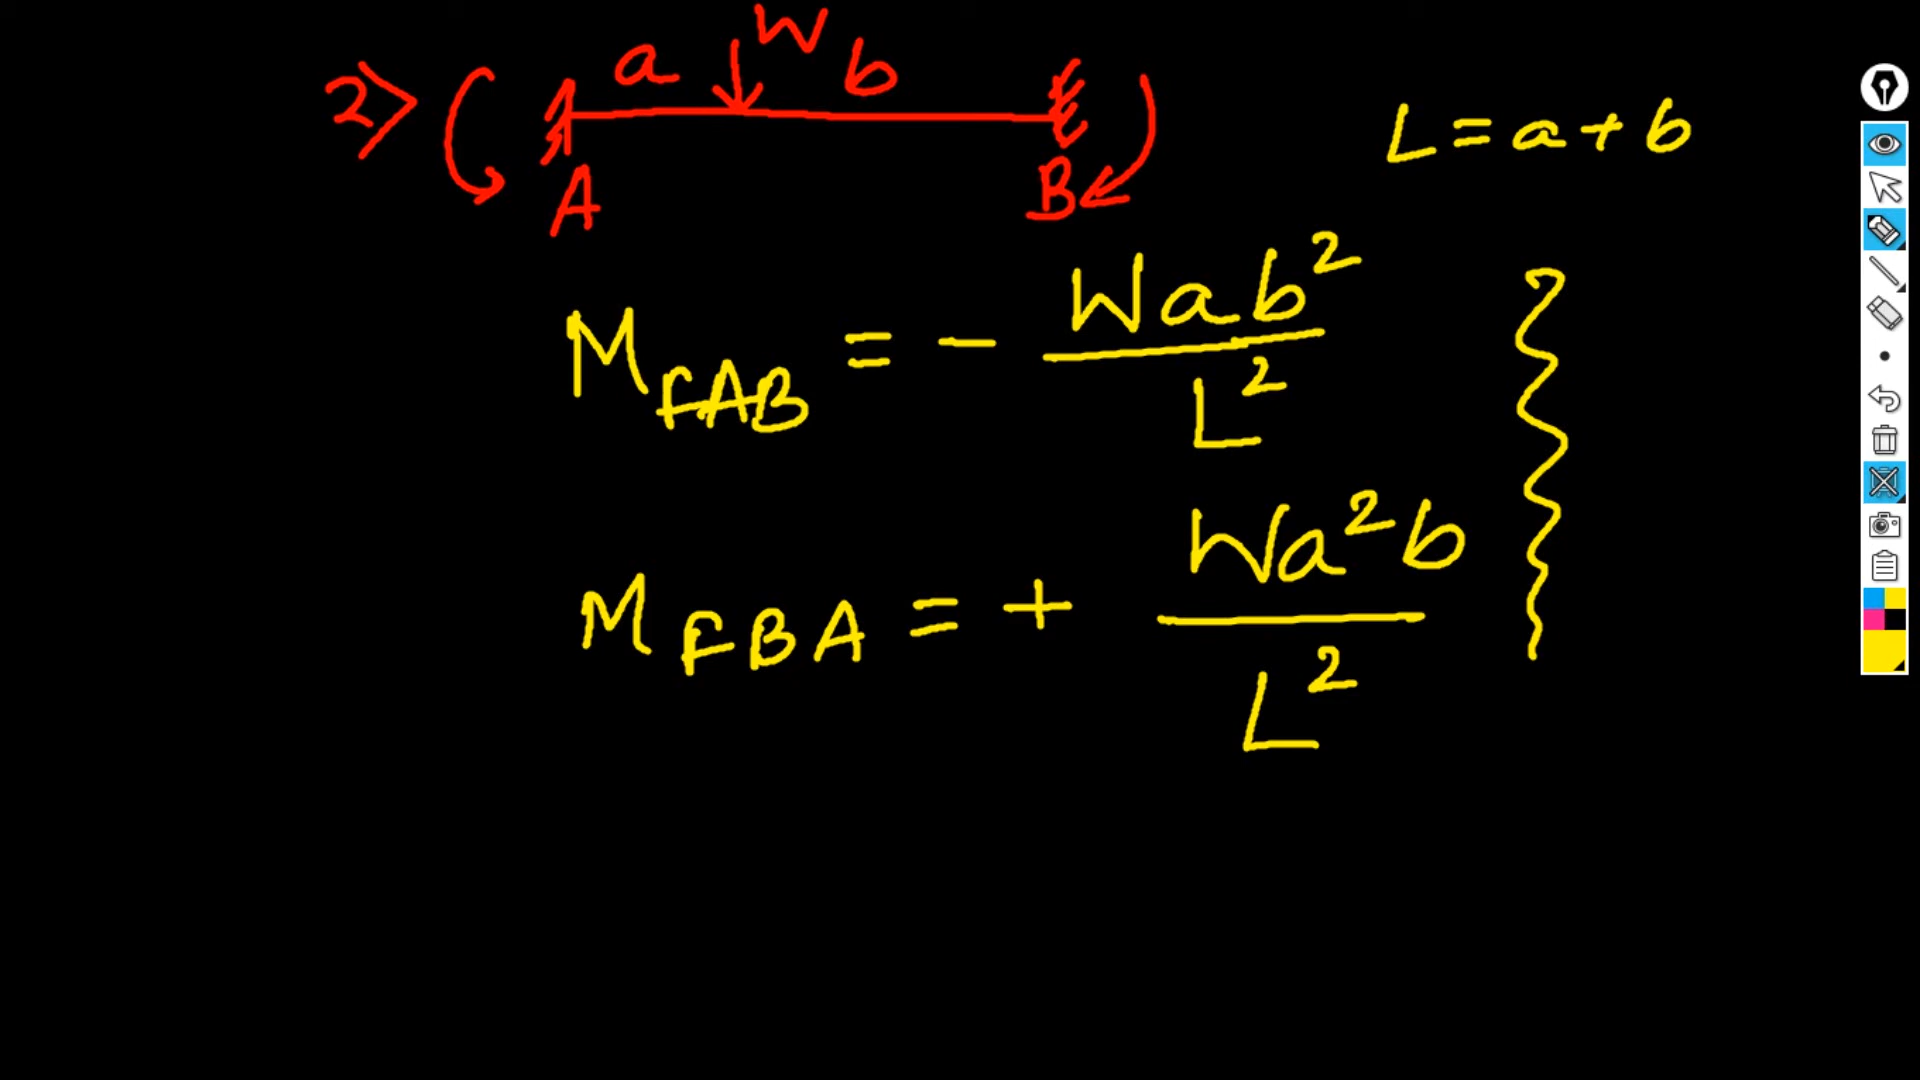 2> a W b
A B
L = a + b
M_FAB = - Wab² / L²
M_FBA = + Wa²b / L²